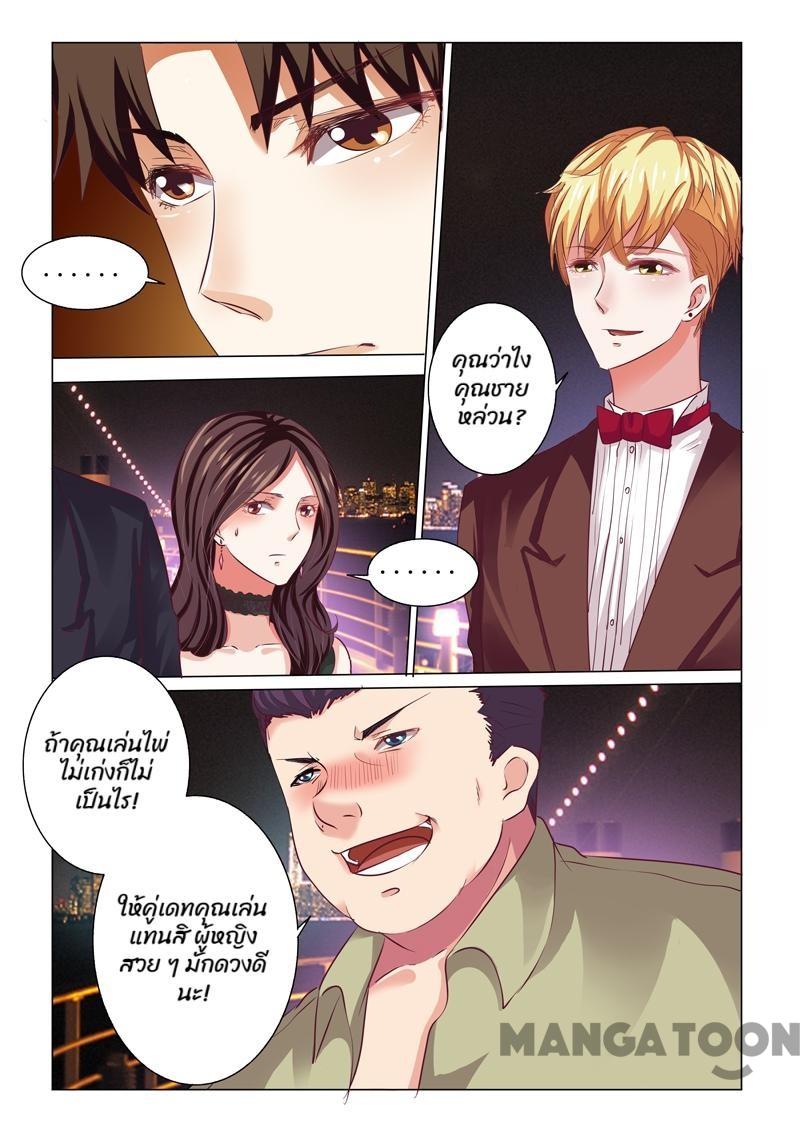 ......
คุณว่าไง
คุณชาย
หล่วน?
......
ถ้าคุณเล่นไพ่
ไม่เก่งก็ไม่
เป็นไร!
ให้คู่เดทคุณเล่น
แทนสิ ผู้หญิง
สวย ๆ มักดวงดี
นะ!
MANGATOON